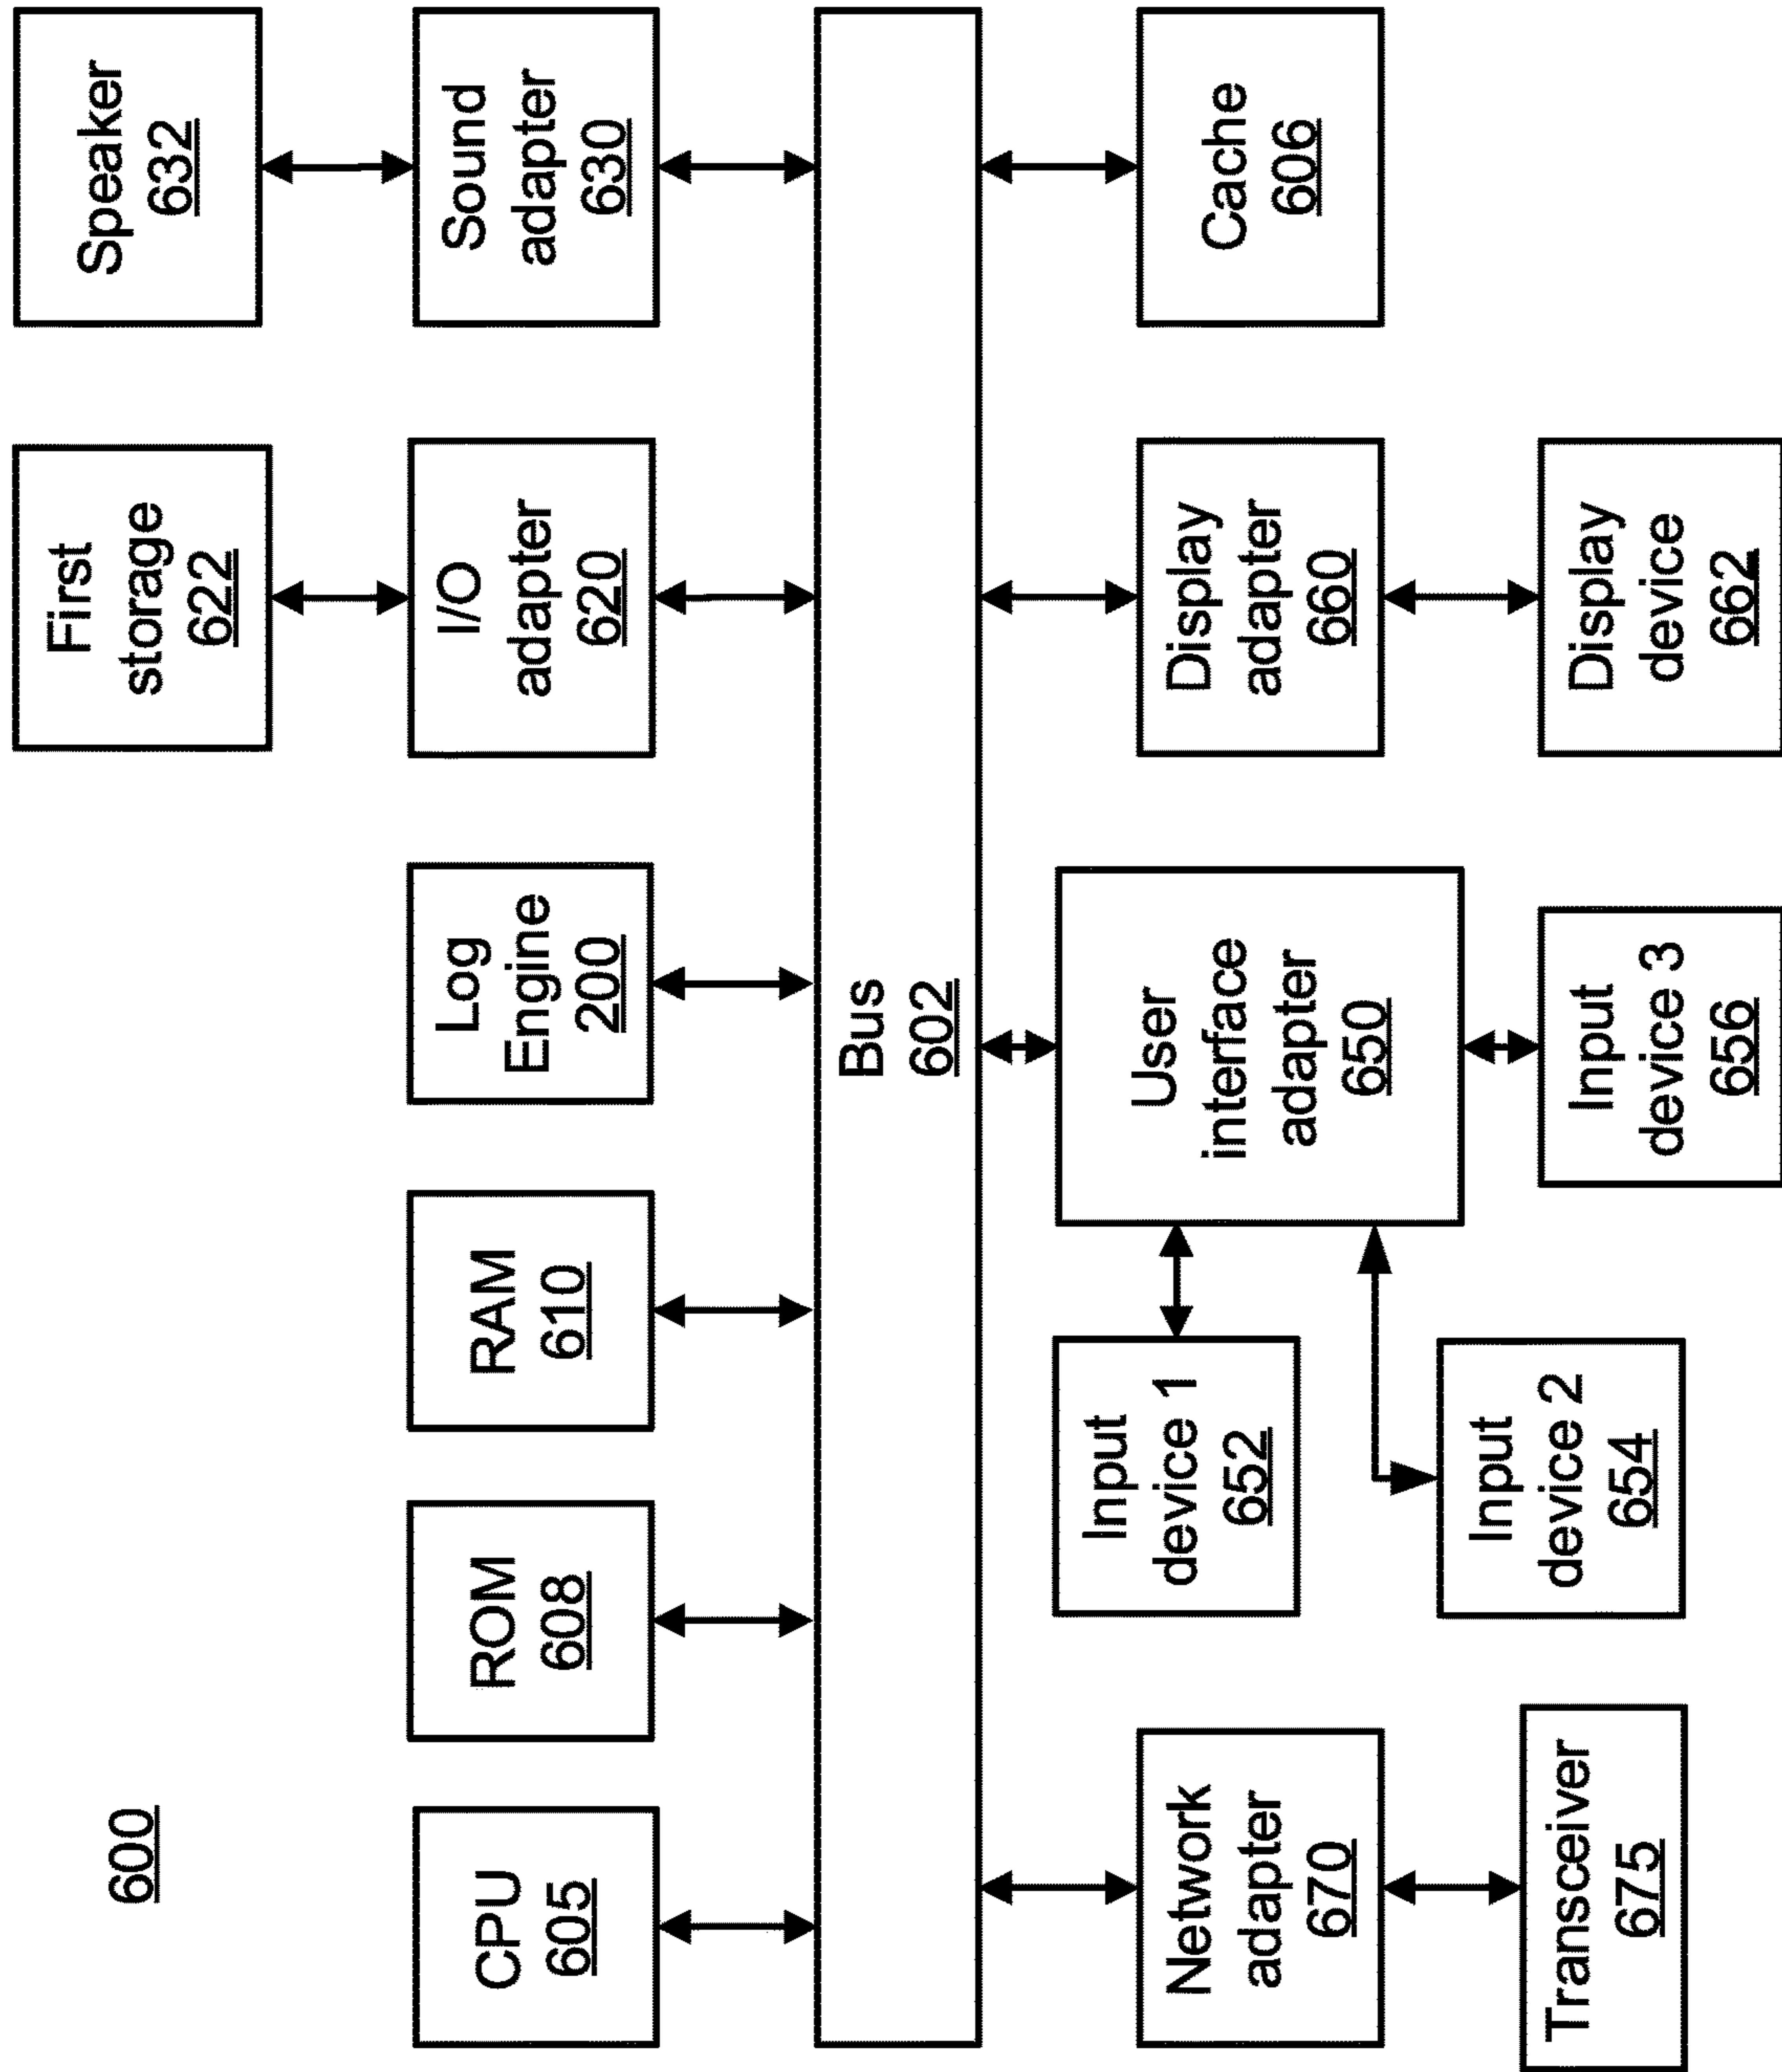 600
CPU
605
ROM
608
RAM
610
Log
Engine
200
First
storage
622
I/O
adapter
620
Speaker
632
Sound
adapter
630
Bus
602
Network
adapter
670
Transceiver
675
Input
device 1
652
Input
device 2
654
User
interface
adapter
650
Input
device 3
656
Display
adapter
660
Display
device
662
Cache
606